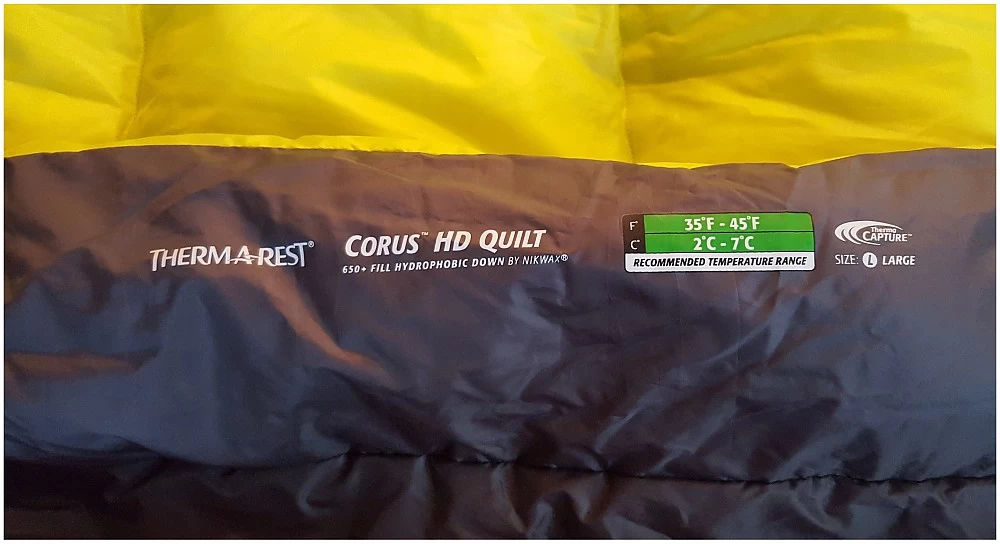 THERM-A-REST®
CORUS™ HD QUILT
650+ FILL HYDROPHOBIC DOWN BY NIKWAX®
F° 35°F - 45°F
C° 2°C - 7°C
RECOMMENDED TEMPERATURE RANGE
Thermo
CAPTURE™
SIZE: L LARGE